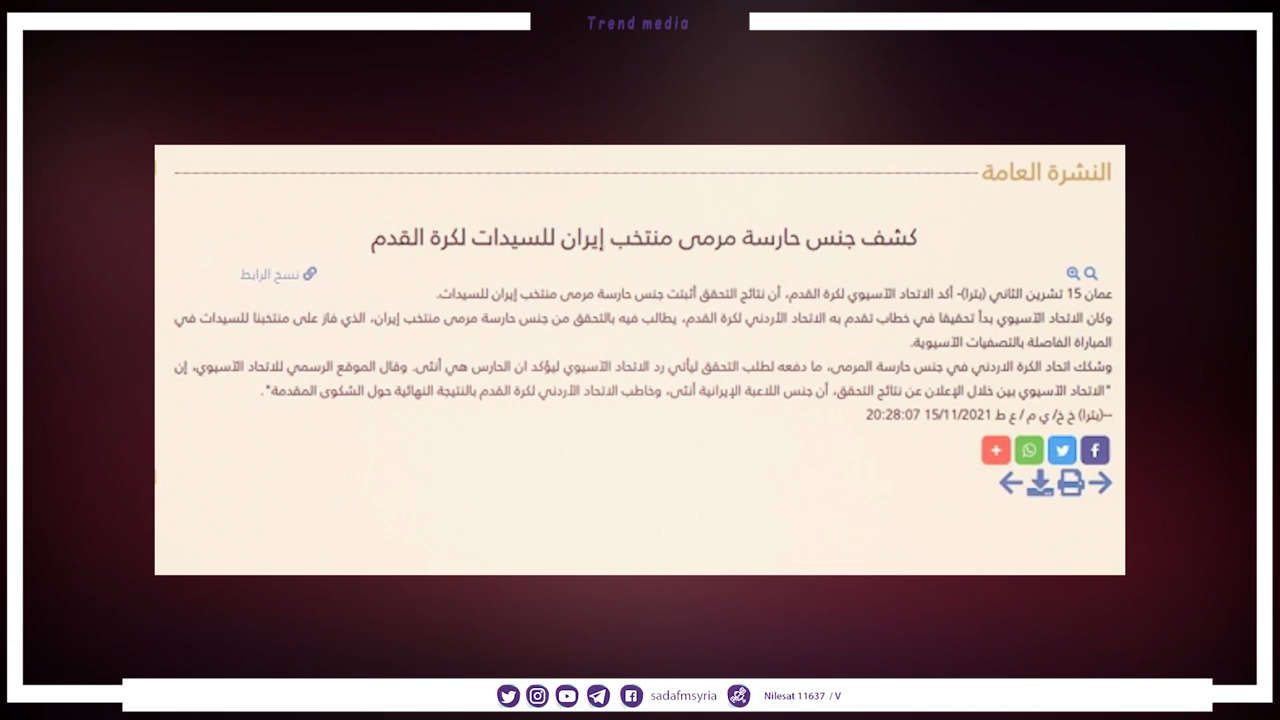 Trend media
النشرة العامة
كشف جنس حارسة مرمى منتخب إيران للسيدات لكرة القدم
نسخ الرابط
عمان 15 تشرين الثاني (بترا)- أكد الاتحاد الآسيوي لكرة القدم، أن نتائج التحقق أثبتت جنس حارسة مرمى منتخب إيران للسيدات.
وكان الاتحاد الآسيوي بدأ تحقيقا في خطاب تقدم به الاتحاد الأردني لكرة القدم، يطالب فيه بالتحقق من جنس حارسة مرمى منتخب إيران، الذي فاز على منتخبنا للسيدات في
المباراة الفاصلة بالتصفيات الآسيوية.
وشكك اتحاد الكرة الاردني في جنس حارسة المرمى، ما دفعه لطلب التحقق ليأتي رد الاتحاد الآسيوي ليؤكد ان الحارس هي أنثى. وقال الموقع الرسمي للاتحاد الآسيوي، إن
"الاتحاد الآسيوي بين خلال الإعلان عن نتائج التحقق، أن جنس اللاعبة الإيرانية أنثى، وخاطب الاتحاد الأردني لكرة القدم بالنتيجة النهائية حول الشكوى المقدمة".
--(بترا) خ خ/ ي م / ع ط 15/11/2021 20:28:07
sadafmsyria Nilesat 11637 / V